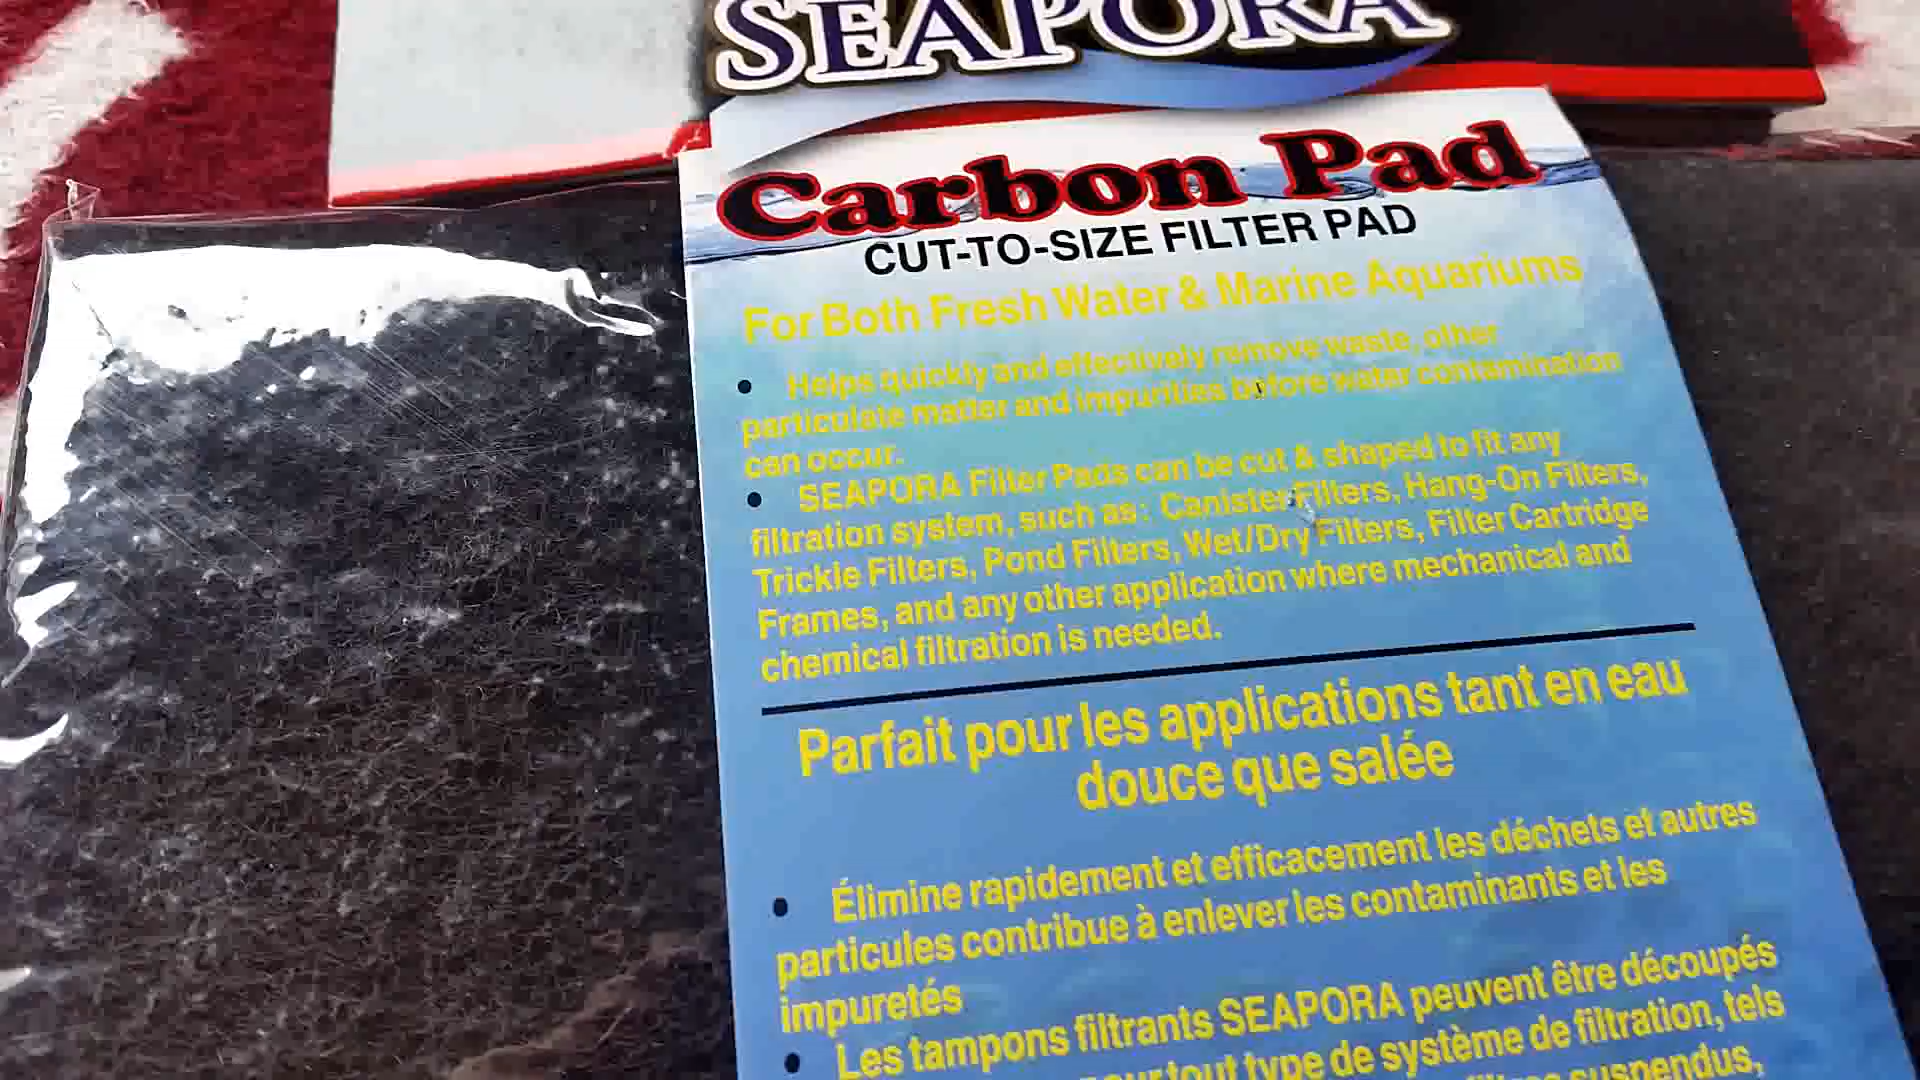 SEAPORA
Carbon Pad
CUT-TO-SIZE FILTER PAD
For Both Fresh Water & Marine Aquariums
• Helps quickly and effectively remove waste, other
particulate matter and impurities before water contamination
can occur.
• SEAPORA Filter Pads can be cut & shaped to fit any
filtration system, such as: Canister Filters, Hang-On Filters,
Trickle Filters, Pond Filters, Wet/Dry Filters, Filter Cartridge
Frames, and any other application where mechanical and
chemical filtration is needed.
Parfait pour les applications tant en eau
douce que salée
• Élimine rapidement et efficacement les déchets et autres
particules contribue à enlever les contaminants et les
impuretés
• Les tampons filtrants SEAPORA peuvent être découpés
pour tout type de système de filtration, tels
suspendus,